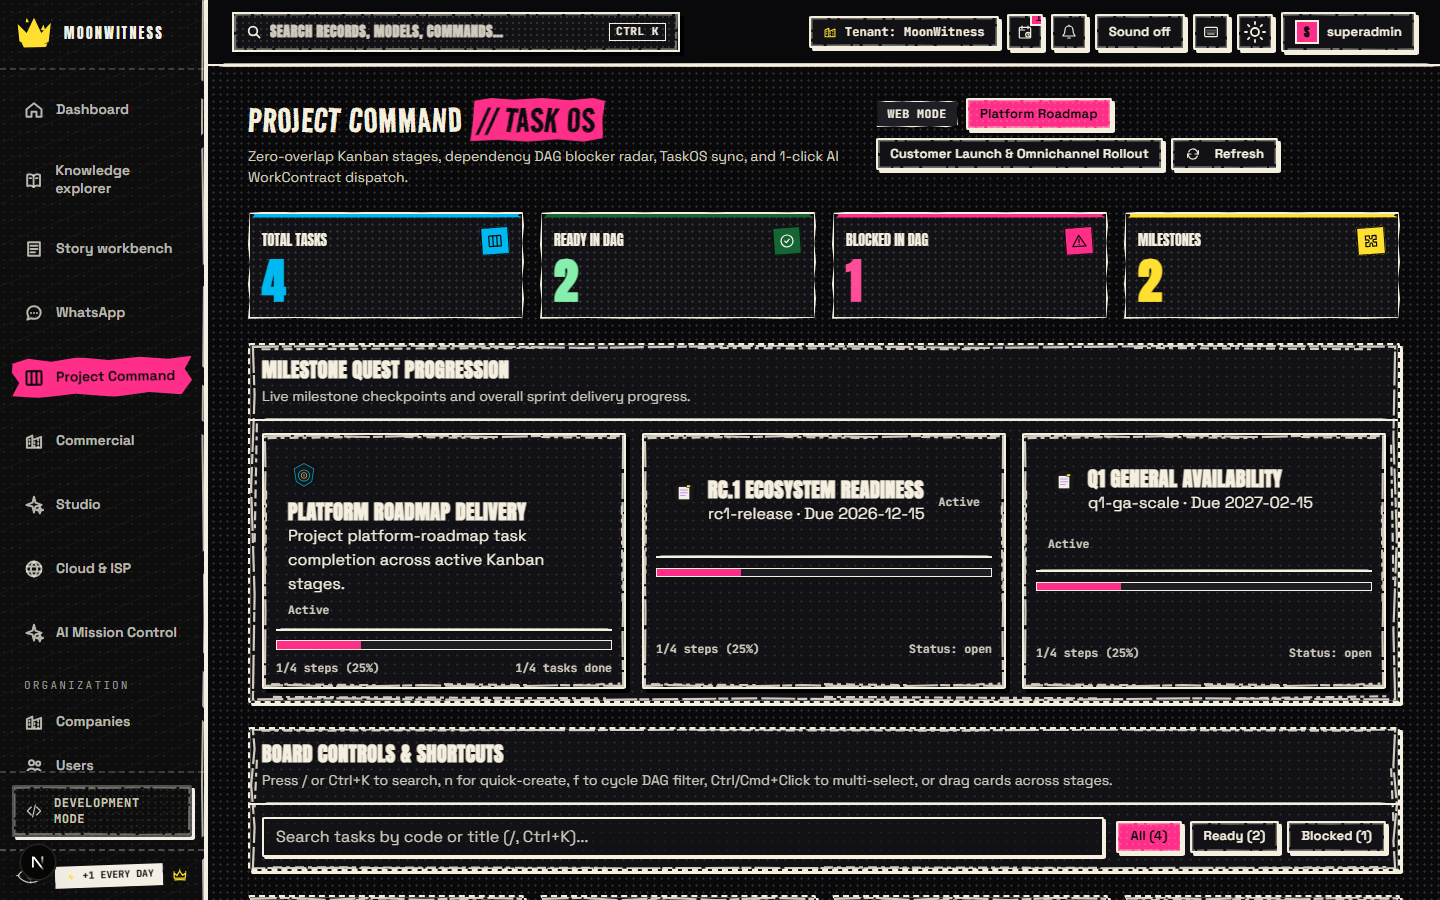 MOONWITNESS
SEARCH RECORDS, MODELS, COMMANDS...
CTRL K
Tenant: MoonWitness
Sound off
S
superadmin
Dashboard
Knowledge
explorer
Story workbench
WhatsApp
Project Command
Commercial
Studio
Cloud & ISP
AI Mission Control
ORGANIZATION
Companies
Users
DEVELOPMENT
MODE
N
+1 EVERY DAY
PROJECT COMMAND // TASK OS
Zero-overlap Kanban stages, dependency DAG blocker radar, TaskOS sync, and 1-click AI
WorkContract dispatch.
WEB MODE
Platform Roadmap
Customer Launch & Omnichannel Rollout
Refresh
TOTAL TASKS
4
READY IN DAG
2
BLOCKED IN DAG
1
MILESTONES
2
MILESTONE QUEST PROGRESSION
Live milestone checkpoints and overall sprint delivery progress.
PLATFORM ROADMAP DELIVERY
Project platform-roadmap task
completion across active Kanban
stages.
Active
1/4 steps (25%)
1/4 tasks done
RC.1 ECOSYSTEM READINESS
rc1-release · Due 2026-12-15
Active
1/4 steps (25%)
Status: open
Q1 GENERAL AVAILABILITY
q1-ga-scale · Due 2027-02-15
Active
1/4 steps (25%)
Status: open
BOARD CONTROLS & SHORTCUTS
Press / or Ctrl+K to search, n for quick-create, f to cycle DAG filter, Ctrl/Cmd+Click to multi-select, or drag cards across stages.
Search tasks by code or title (/, Ctrl+K)...
All (4)
Ready (2)
Blocked (1)